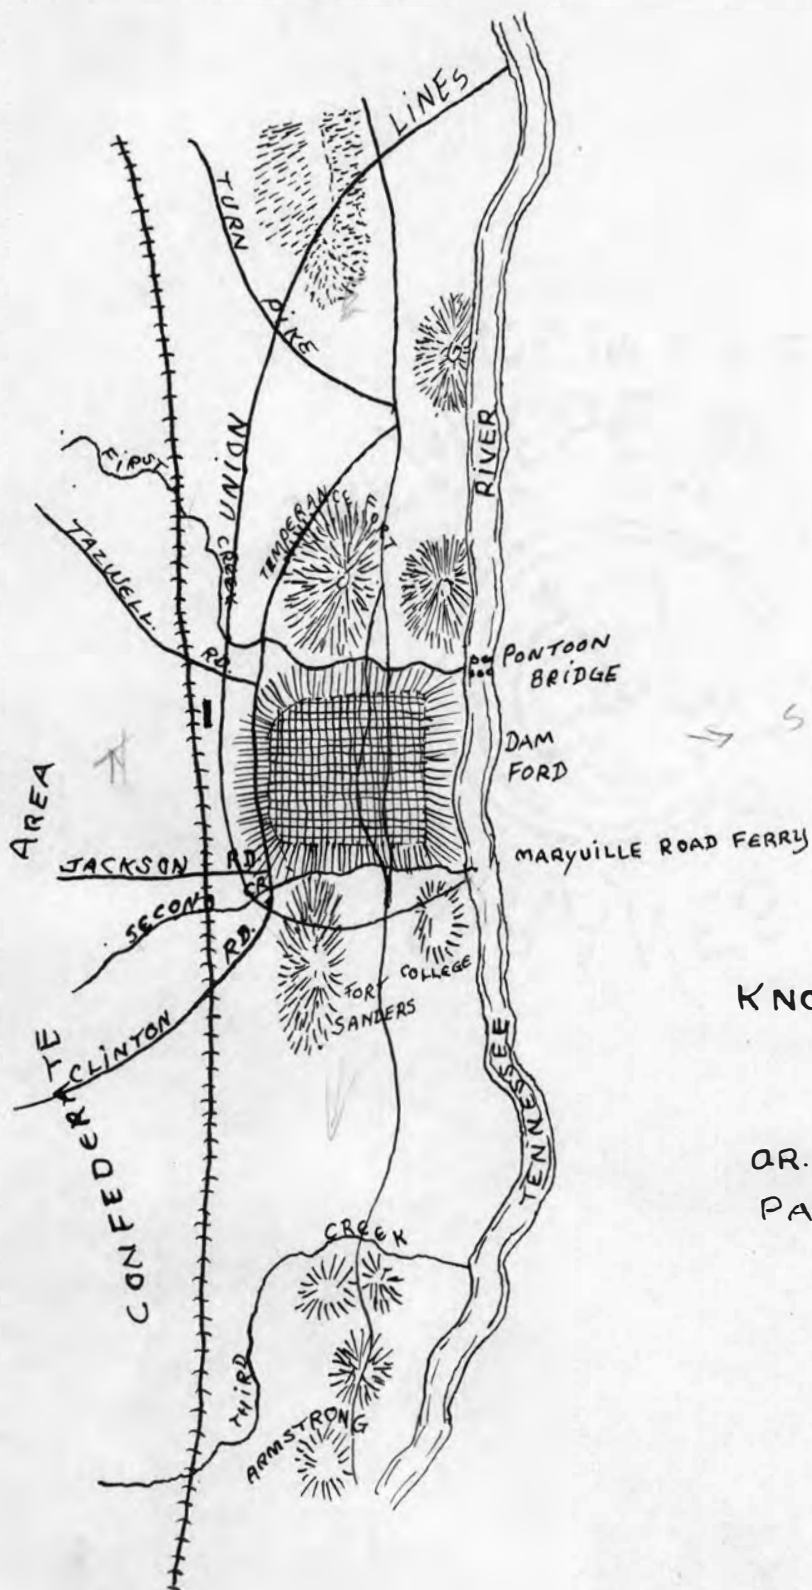 LINES
TURN
PIKE
UNION
FIRST
CREEK
TEMPERANCE FORT
RIVER
TAZWELL. RD.
PONTOON
BRIDGE
DAM
FORD
S
N
AREA
JACKSON RD.
MARYVILLE ROAD FERRY
SECOND CR.
CLINTON RD.
COLLEGE
FORT
SANDERS
KNO
CONFEDERATE
TENNESSEE
OR.
PA
CREEK
THIRD
ARMSTRONG